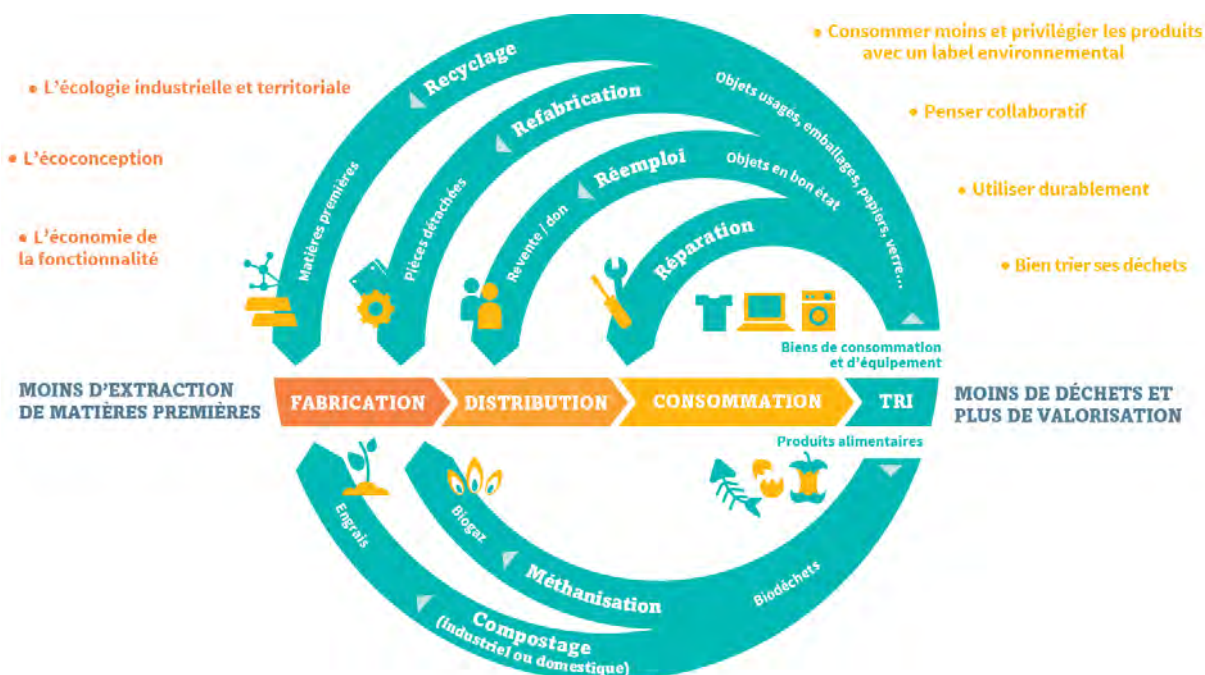 • Consommer moins et privilégier les produits
avec un label environnemental
• L'écologie industrielle et territoriale
• Penser collaboratif
• L'écoconception
• Utiliser durablement
• L'économie de
la fonctionnalité
• Bien trier ses déchets
Recyclage
Matières premières
Refabrication
Pièces détachées
Réemploi
Revente / don
Réparation
Objets usagés, emballages, papiers, verre...
Objets en bon état
Biens de consommation
et d'équipement
MOINS D'EXTRACTION
DE MATIÈRES PREMIÈRES
FABRICATION
DISTRIBUTION
CONSOMMATION
TRI
MOINS DE DÉCHETS ET
PLUS DE VALORISATION
Produits alimentaires
Engrais
Biogaz
Méthanisation
Biodéchets
Compostage
(industriel ou domestique)